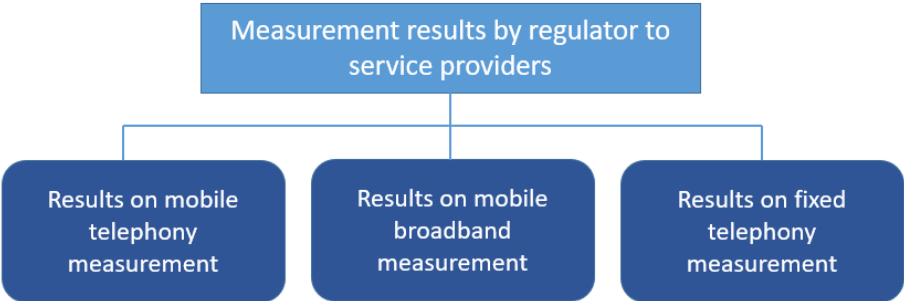 Measurement results by regulator to
service providers
Results on mobile
telephony
measurement
Results on mobile
broadband
measurement
Results on fixed
telephony
measurement